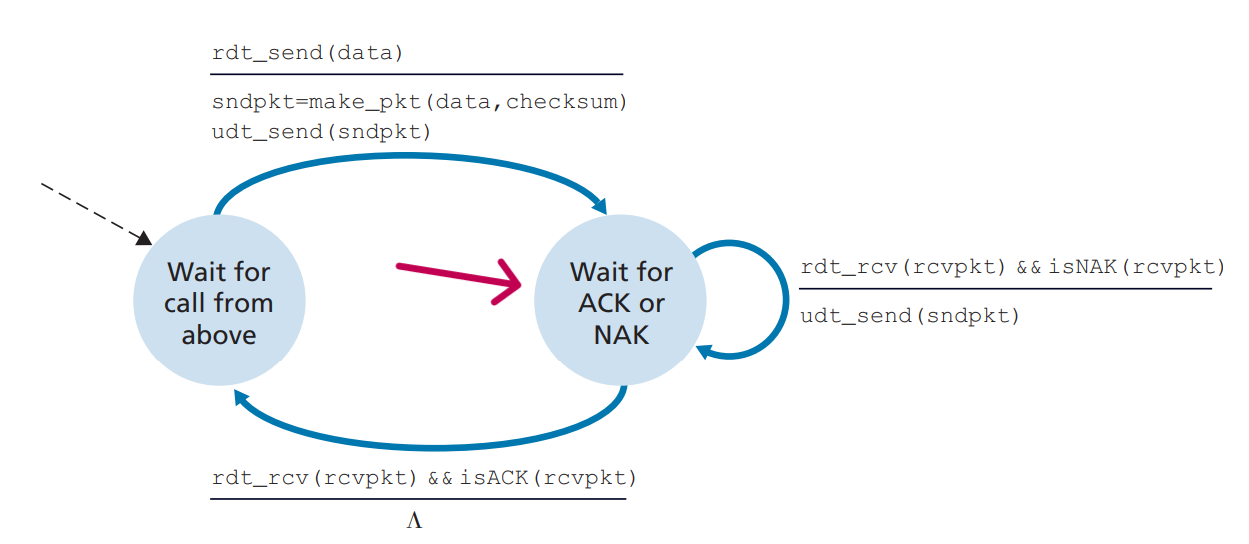 rdt_send(data)
sndpkt=make_pkt(data,checksum)
udt_send(sndpkt)
Wait for
call from
above
Wait for
ACK or
NAK
rdt_rcv(rcvpkt) && isNAK(rcvpkt)
udt_send(sndpkt)
rdt_rcv(rcvpkt) && isACK(rcvpkt)
Λ